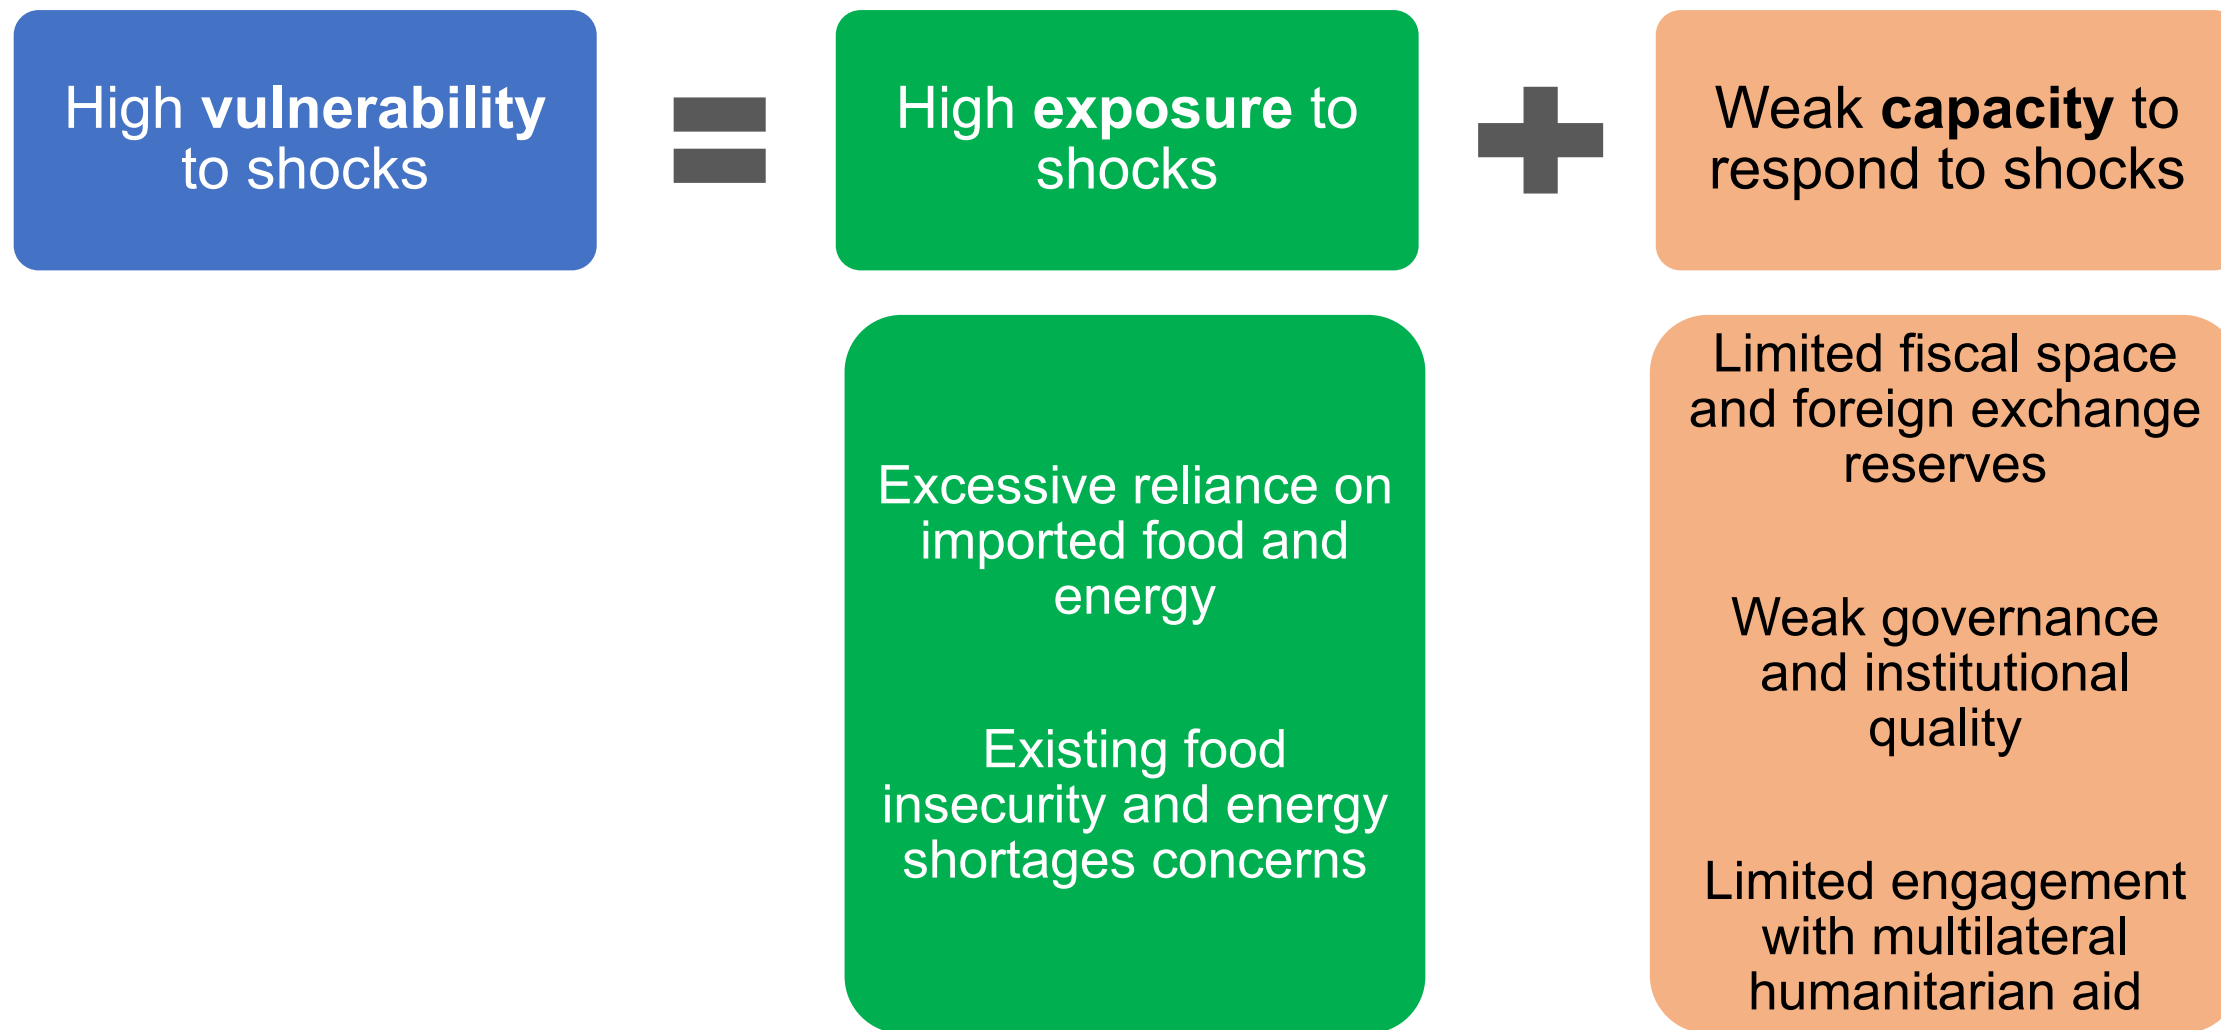 High vulnerability
to shocks
=
High exposure to
shocks
+
Weak capacity to
respond to shocks
Excessive reliance on
imported food and
energy
Existing food
insecurity and energy
shortages concerns
Limited fiscal space
and foreign exchange
reserves
Weak governance
and institutional
quality
Limited engagement
with multilateral
humanitarian aid